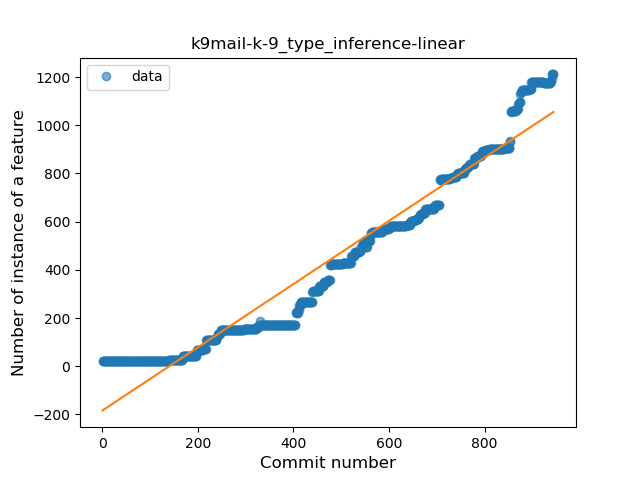 k9mail-k-9_type_inference-linear
data
Number of instance of a feature
1200
1000
800
600
400
200
0
−200
0 200 400 600 800
Commit number